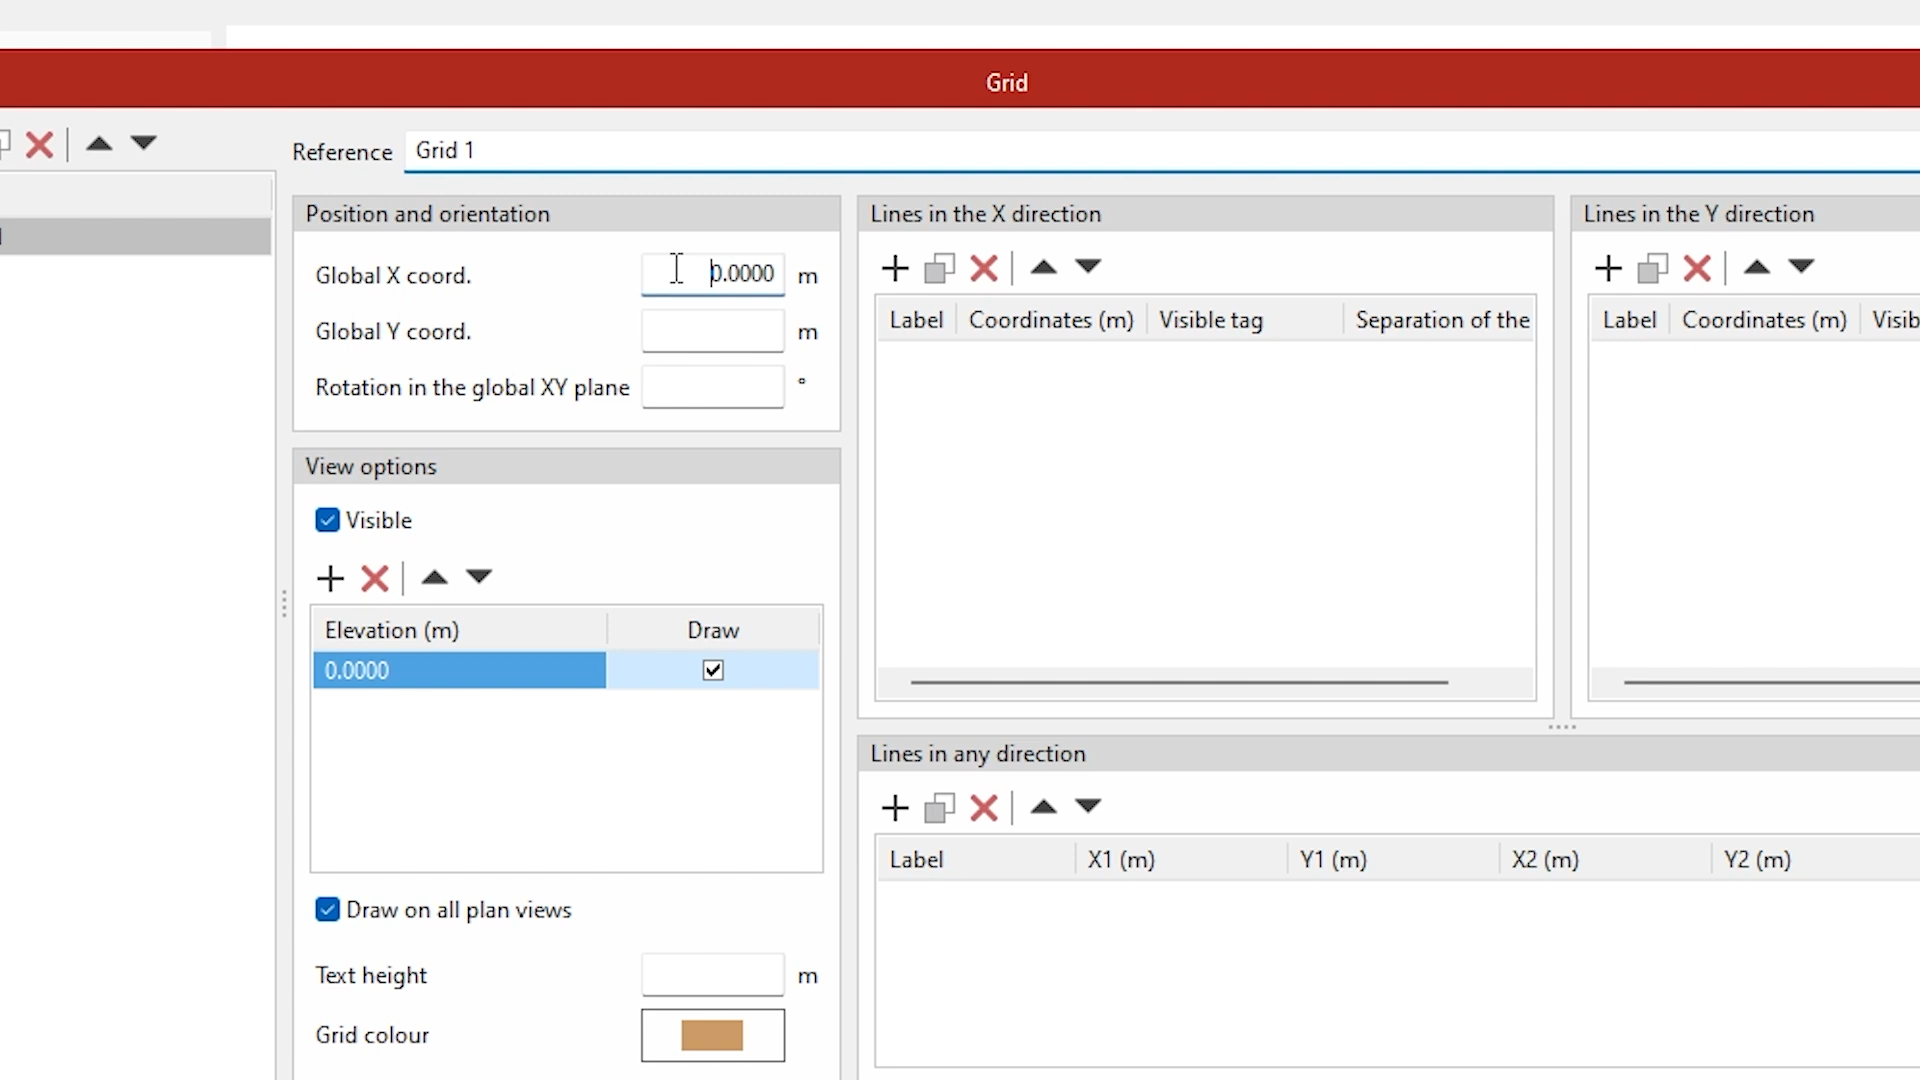 Grid
Reference Grid 1
Position and orientation
Global X coord. 0.0000 m
Global Y coord. m
Rotation in the global XY plane °
View options
Visible
Elevation (m) Draw
0.0000
Draw on all plan views
Text height m
Grid colour
Lines in the X direction
Label Coordinates (m) Visible tag Separation of the
Lines in the Y direction
Label Coordinates (m) Visib
Lines in any direction
Label X1 (m) Y1 (m) X2 (m) Y2 (m)